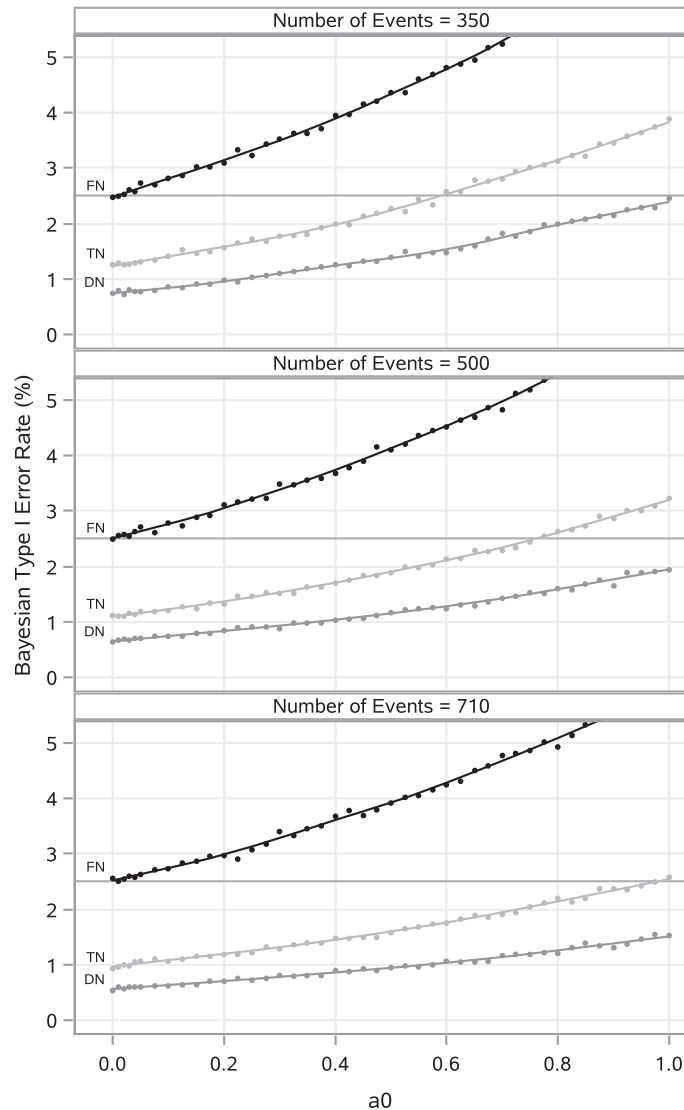 Number of Events = 350
5
4
3
FN
2
TN
1
DN
0
Number of Events = 500
5
4
3
FN
2
TN
1
DN
0
Number of Events = 710
5
4
3
FN
2
TN
1
DN
0
Bayesian Type I Error Rate (%)
0.0 0.2 0.4 0.6 0.8 1.0
a0